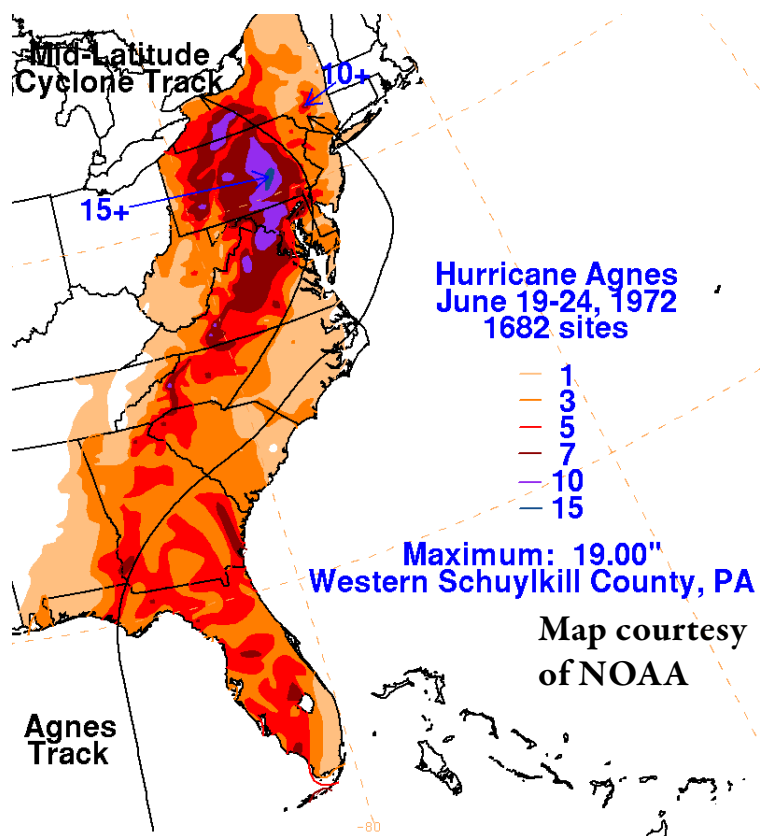 Mid-Latitude
Cyclone Track
10+
15+
Hurricane Agnes
June 19-24, 1972
1682 sites
1
3
5
7
10
15
Maximum: 19.00"
Western Schuylkill County, PA
Map courtesy
of NOAA
Agnes
Track
-80